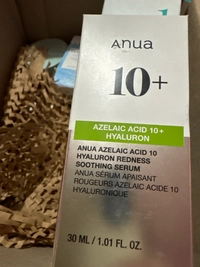 Anua
10+
AZELAIC ACID 10+
HYALURON
ANUA AZELAIC ACID 10
HYALURON REDNESS
SOOTHING SERUM
ANUA SÉRUM APAISANT
ROUGEURS AZELAIC ACIDE 10
HYALURONIQUE
30 ML / 1.01 FL. OZ.